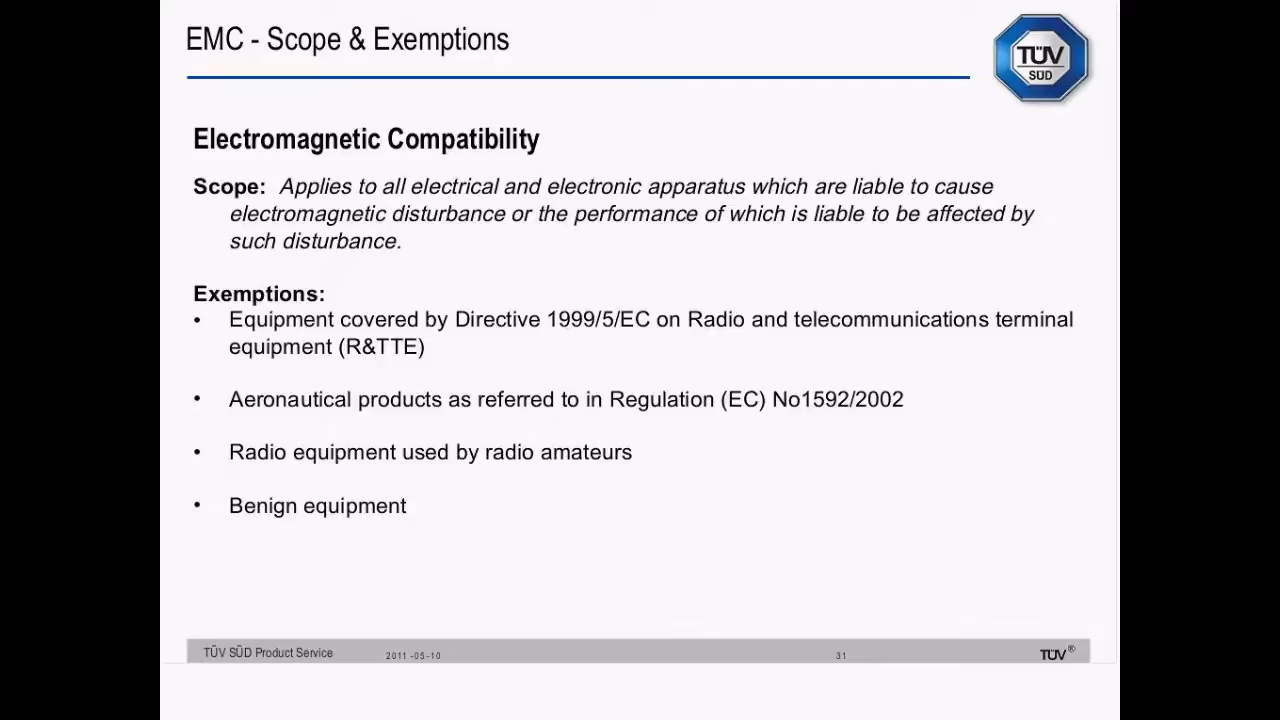 EMC - Scope & Exemptions
TÜV
SÜD
Electromagnetic Compatibility
Scope: Applies to all electrical and electronic apparatus which are liable to cause
electromagnetic disturbance or the performance of which is liable to be affected by
such disturbance.
Exemptions:
• Equipment covered by Directive 1999/5/EC on Radio and telecommunications terminal
equipment (R&TTE)
• Aeronautical products as referred to in Regulation (EC) No1592/2002
• Radio equipment used by radio amateurs
• Benign equipment
TÜV SÜD Product Service 2011-05-10 31 TÜV®